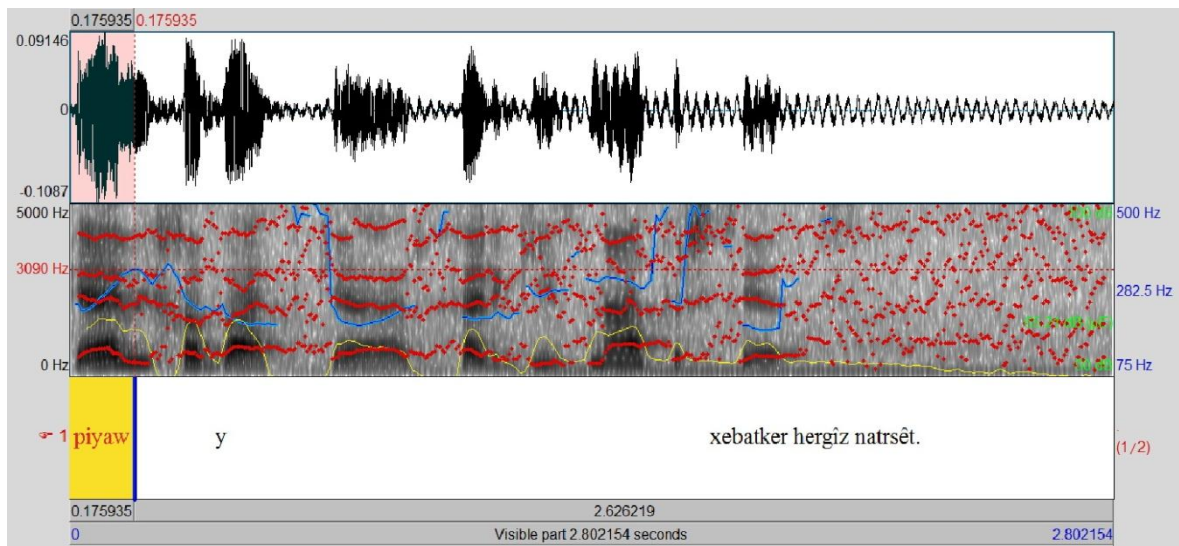 0.175935 0.175935
0.09146
0
-0.1087
5000 Hz 500 Hz
3090 Hz
282.5 Hz
0 Hz 75 Hz
1 piyaw y xebatker hergîz natrsêt. (1/2)
0.175935 2.626219
0 Visible part 2.802154 seconds 2.802154